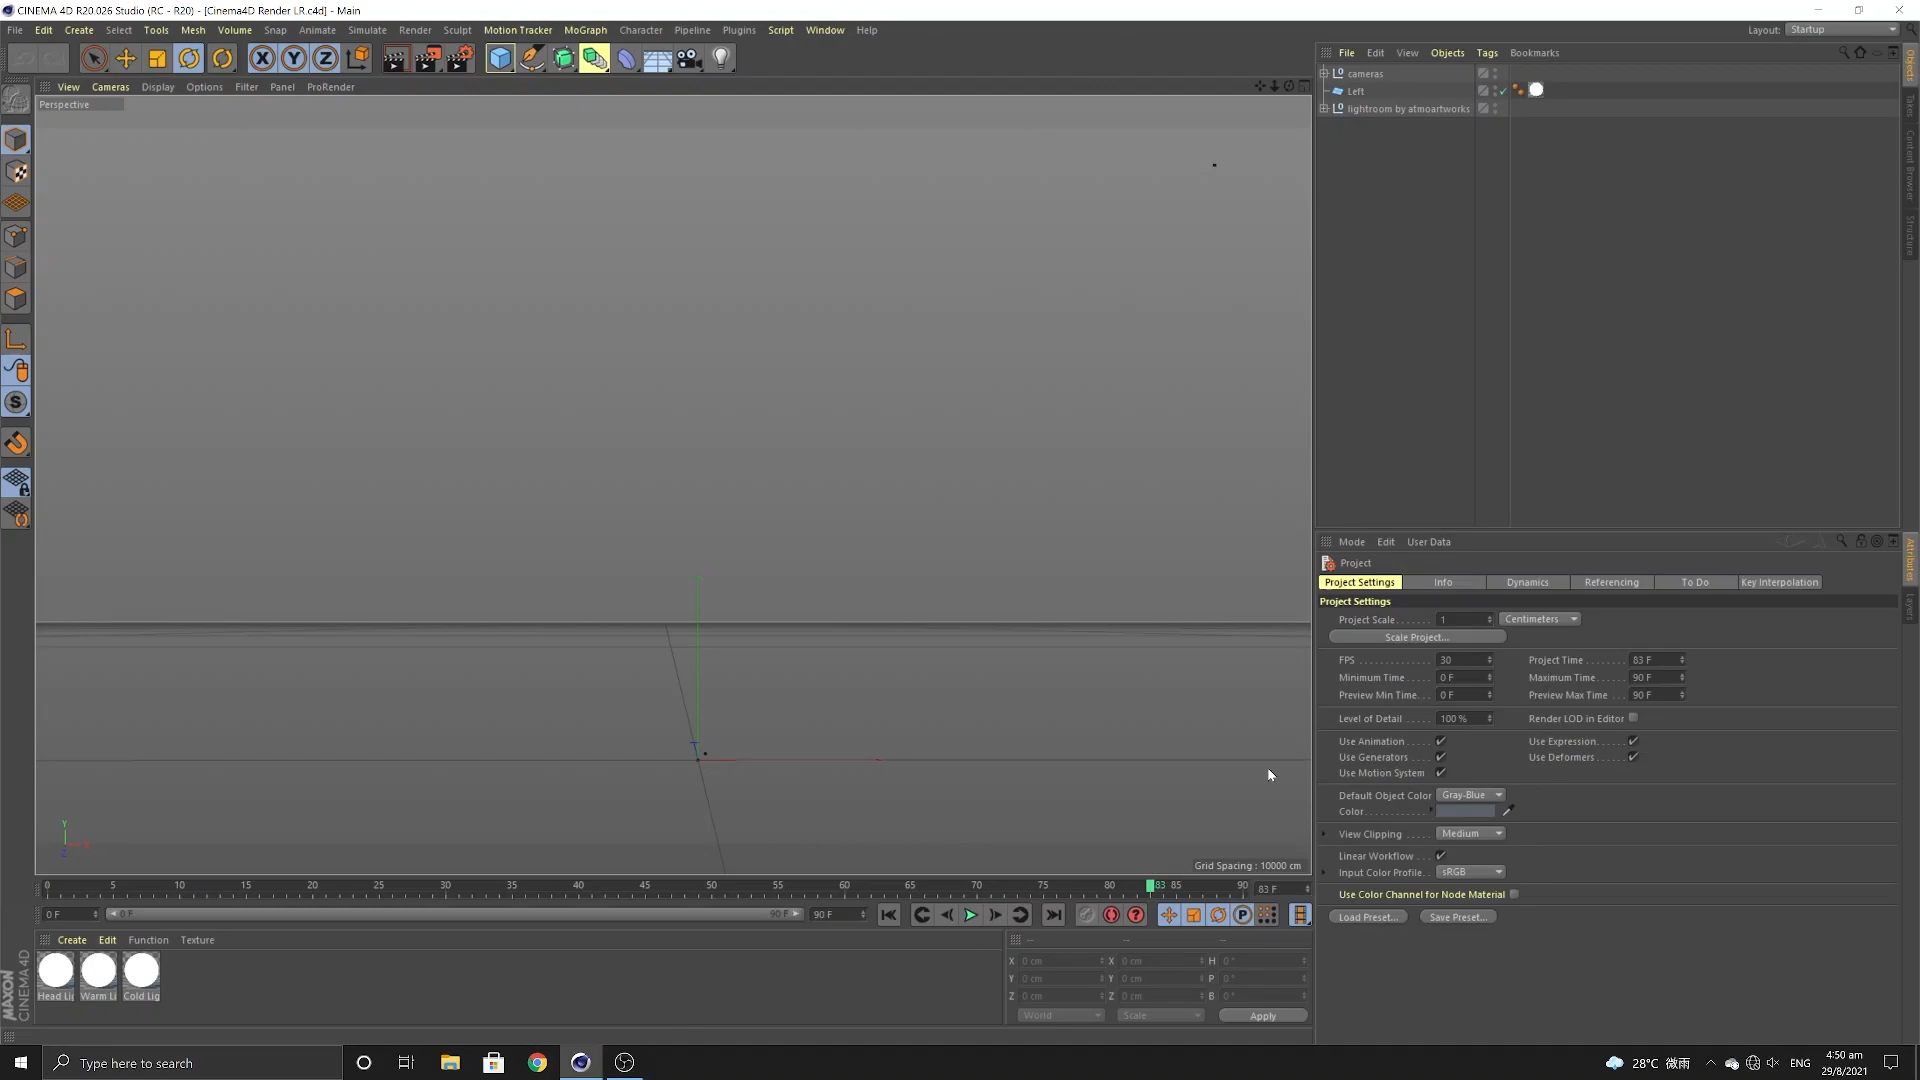 CINEMA 4D R20.026 Studio (RC - R20) - [Cinema4D Render LR.c4d] - Main
File Edit Create Select Tools Mesh Volume Snap Animate Simulate Render Sculpt Motion Tracker MoGraph Character Pipeline Plugins Script Window Help
Layout: Startup
X Y Z
File Edit View Objects Tags Bookmarks
cameras
Left
lightroom by atmoartworks
Objects
Takes
Content Browser
Structure
View Cameras Display Options Filter Panel ProRender
Perspective
Y
X
Z
Grid Spacing : 10000 cm
Mode Edit User Data
Attributes
Layers
Project
Project Settings Info Dynamics Referencing To Do Key Interpolation
Project Settings
Project Scale. . . . . . . 1 Centimeters
Scale Project...
FPS . . . . . . . . . . . . . 30 Project Time . . . . . . . . 83 F
Minimum Time. . . . 0 F Maximum Time. . . . . . 90 F
Preview Min Time. . . 0 F Preview Max Time . . . 90 F
Level of Detail . . . . . 100 % Render LOD in Editor
Use Animation . . . . . Use Expression. . . . . .
Use Generators . . . . Use Deformers. . . . . .
Use Motion System
Default Object Color Gray-Blue
Color. . . . . . . . . . . .
View Clipping . . . . . Medium
Linear Workflow . . .
Input Color Profile. . . sRGB
Use Color Channel for Node Material
Load Preset... Save Preset...
0 5 10 15 20 25 30 35 40 45 50 55 60 65 70 75 80 83 85 90 83 F
0 F 0 F 90 F 90 F
Create Edit Function Texture
Head Lig Warm Li Cold Lig
-- -- --
X 0 cm X 0 cm H 0 °
Y 0 cm Y 0 cm P 0 °
Z 0 cm Z 0 cm B 0 °
World Scale Apply
MAXON
CINEMA 4D
Type here to search
28°C 微雨
ENG
4:50 am
29/8/2021